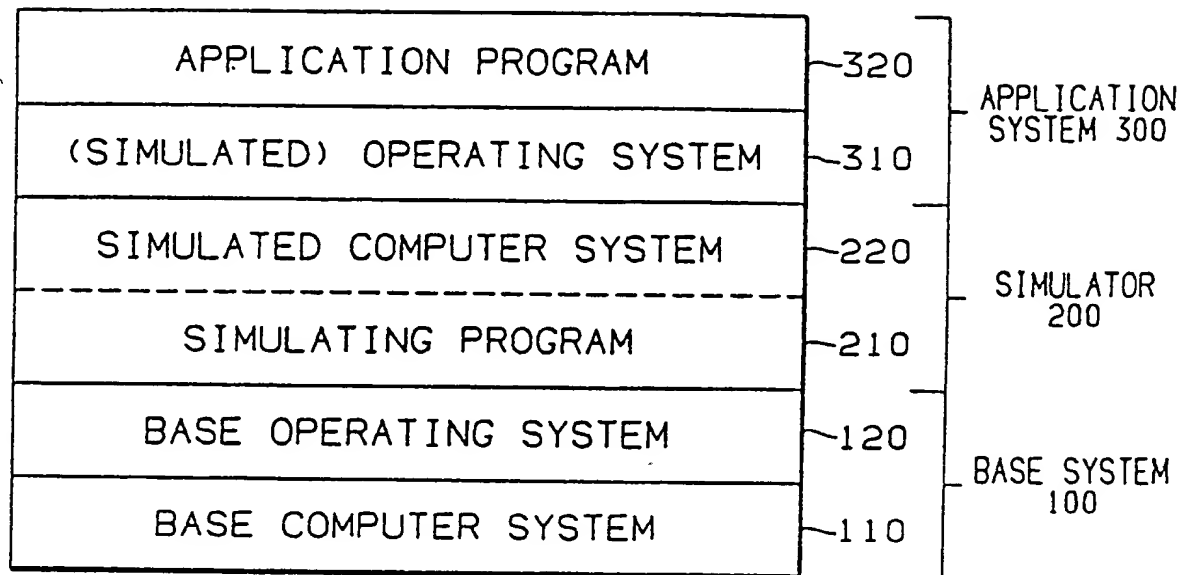 APPLICATION PROGRAM 320
(SIMULATED) OPERATING SYSTEM 310
APPLICATION
SYSTEM 300
SIMULATED COMPUTER SYSTEM 220
SIMULATING PROGRAM 210
SIMULATOR
200
BASE OPERATING SYSTEM 120
BASE COMPUTER SYSTEM 110
BASE SYSTEM
100